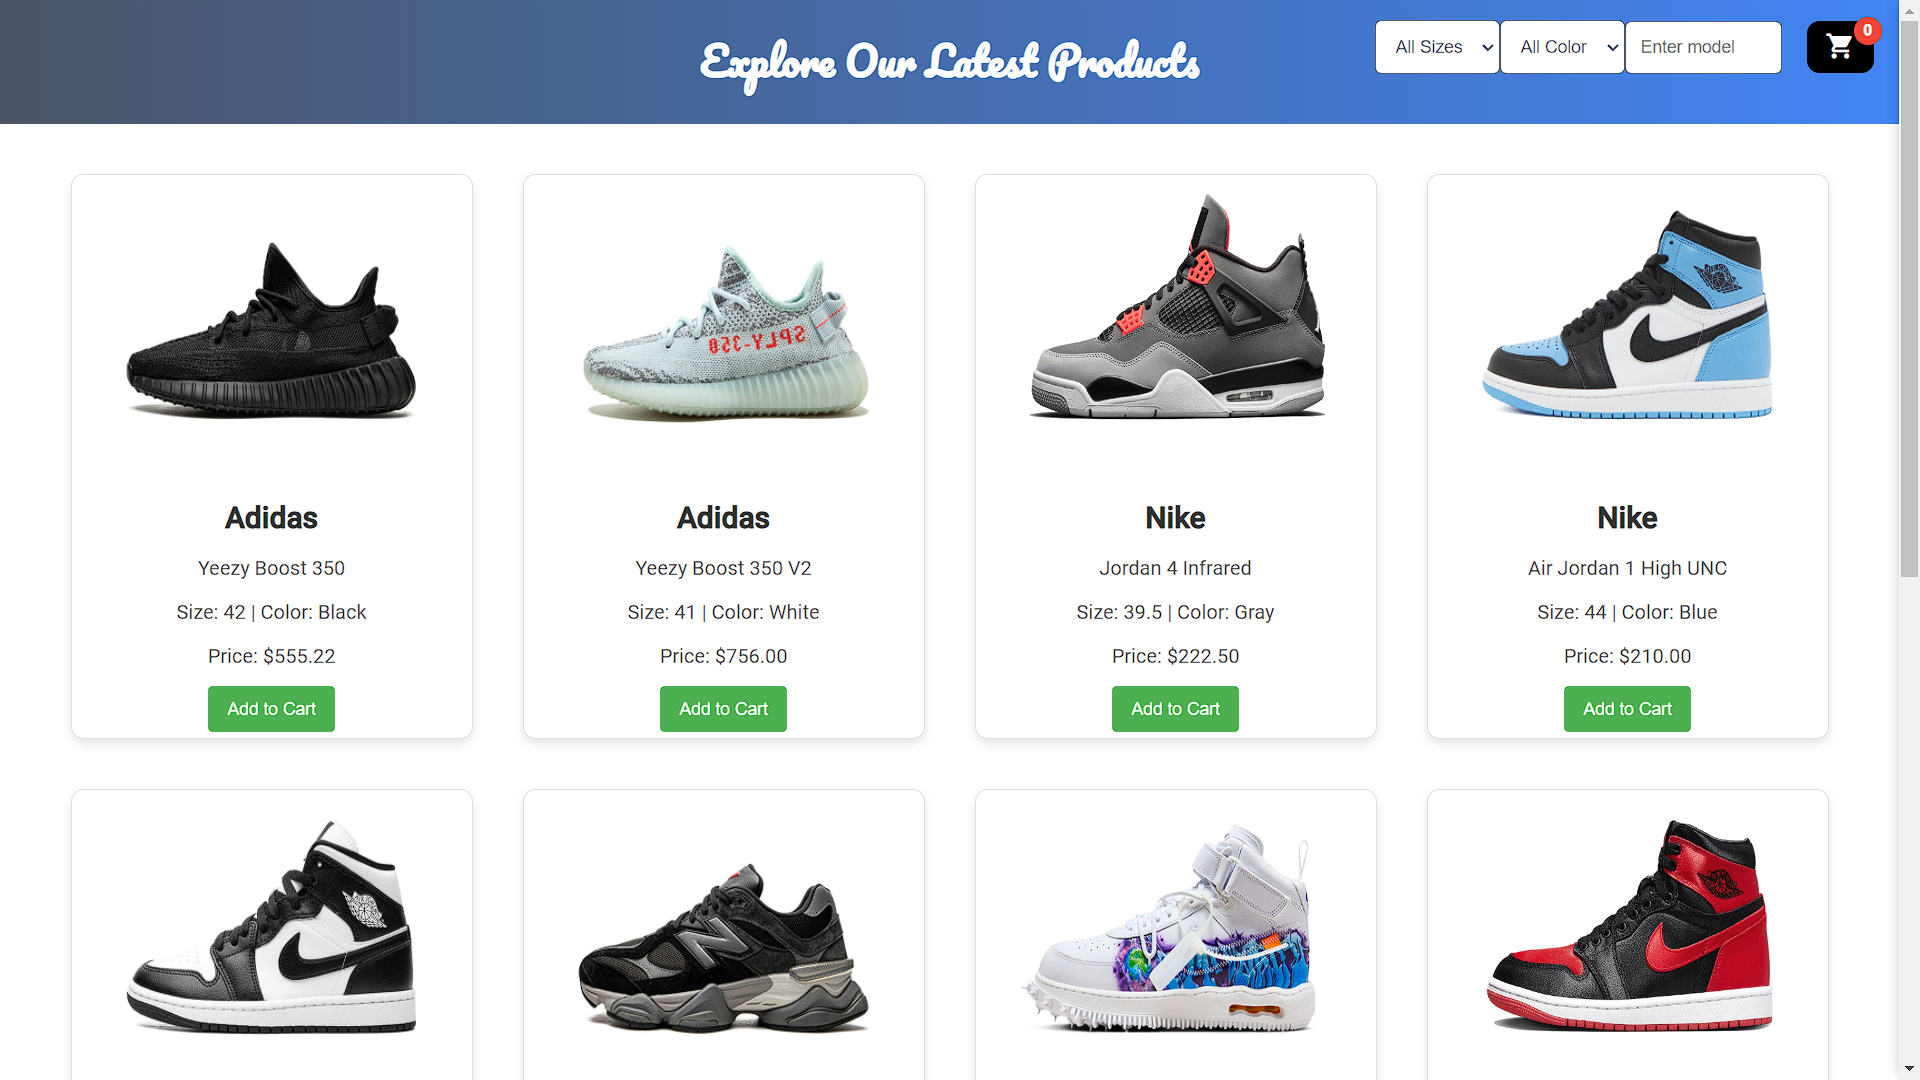 Explore Our Latest Products
All Sizes
All Color
Enter model
0
SPLY-350
Adidas
Yeezy Boost 350
Size: 42 | Color: Black
Price: $555.22
Add to Cart
Adidas
Yeezy Boost 350 V2
Size: 41 | Color: White
Price: $756.00
Add to Cart
Nike
Jordan 4 Infrared
Size: 39.5 | Color: Gray
Price: $222.50
Add to Cart
Nike
Air Jordan 1 High UNC
Size: 44 | Color: Blue
Price: $210.00
Add to Cart